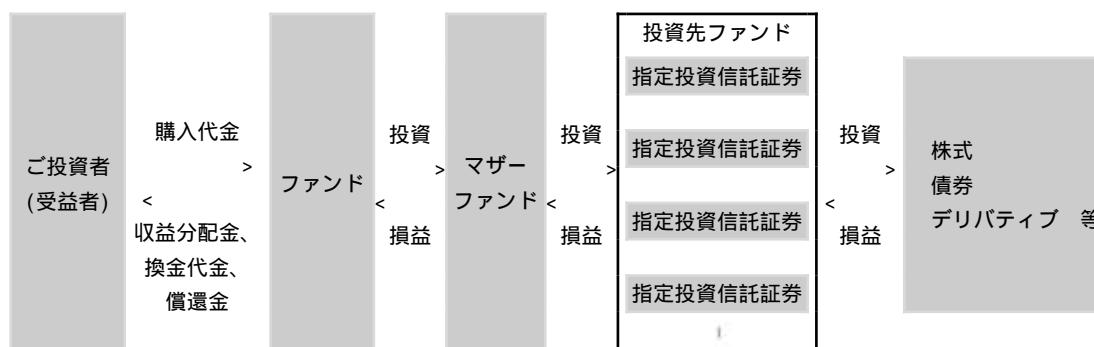 投資先ファンド
指定投資信託証券
指定投資信託証券
指定投資信託証券
指定投資信託証券
ご投資者
(受益者)
購入代金
>
<
収益分配金、
換金代金、
償還金
ファンド
投資
>
<
損益
マザー
ファンド
投資
>
<
損益
投資
>
<
損益
株式
債券
デリバティブ　等